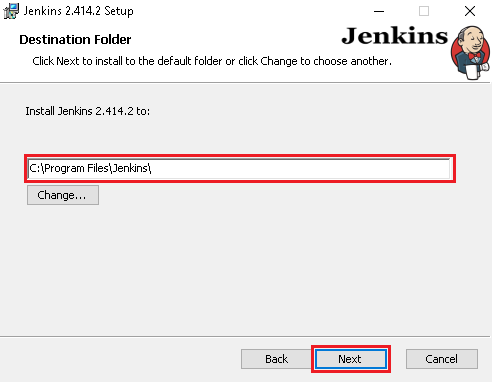 Jenkins 2.414.2 Setup
Destination Folder
Jenkins
Click Next to install to the default folder or click Change to choose another.
Install Jenkins 2.414.2 to:
C:\Program Files\Jenkins\
Change...
Back
Next
Cancel